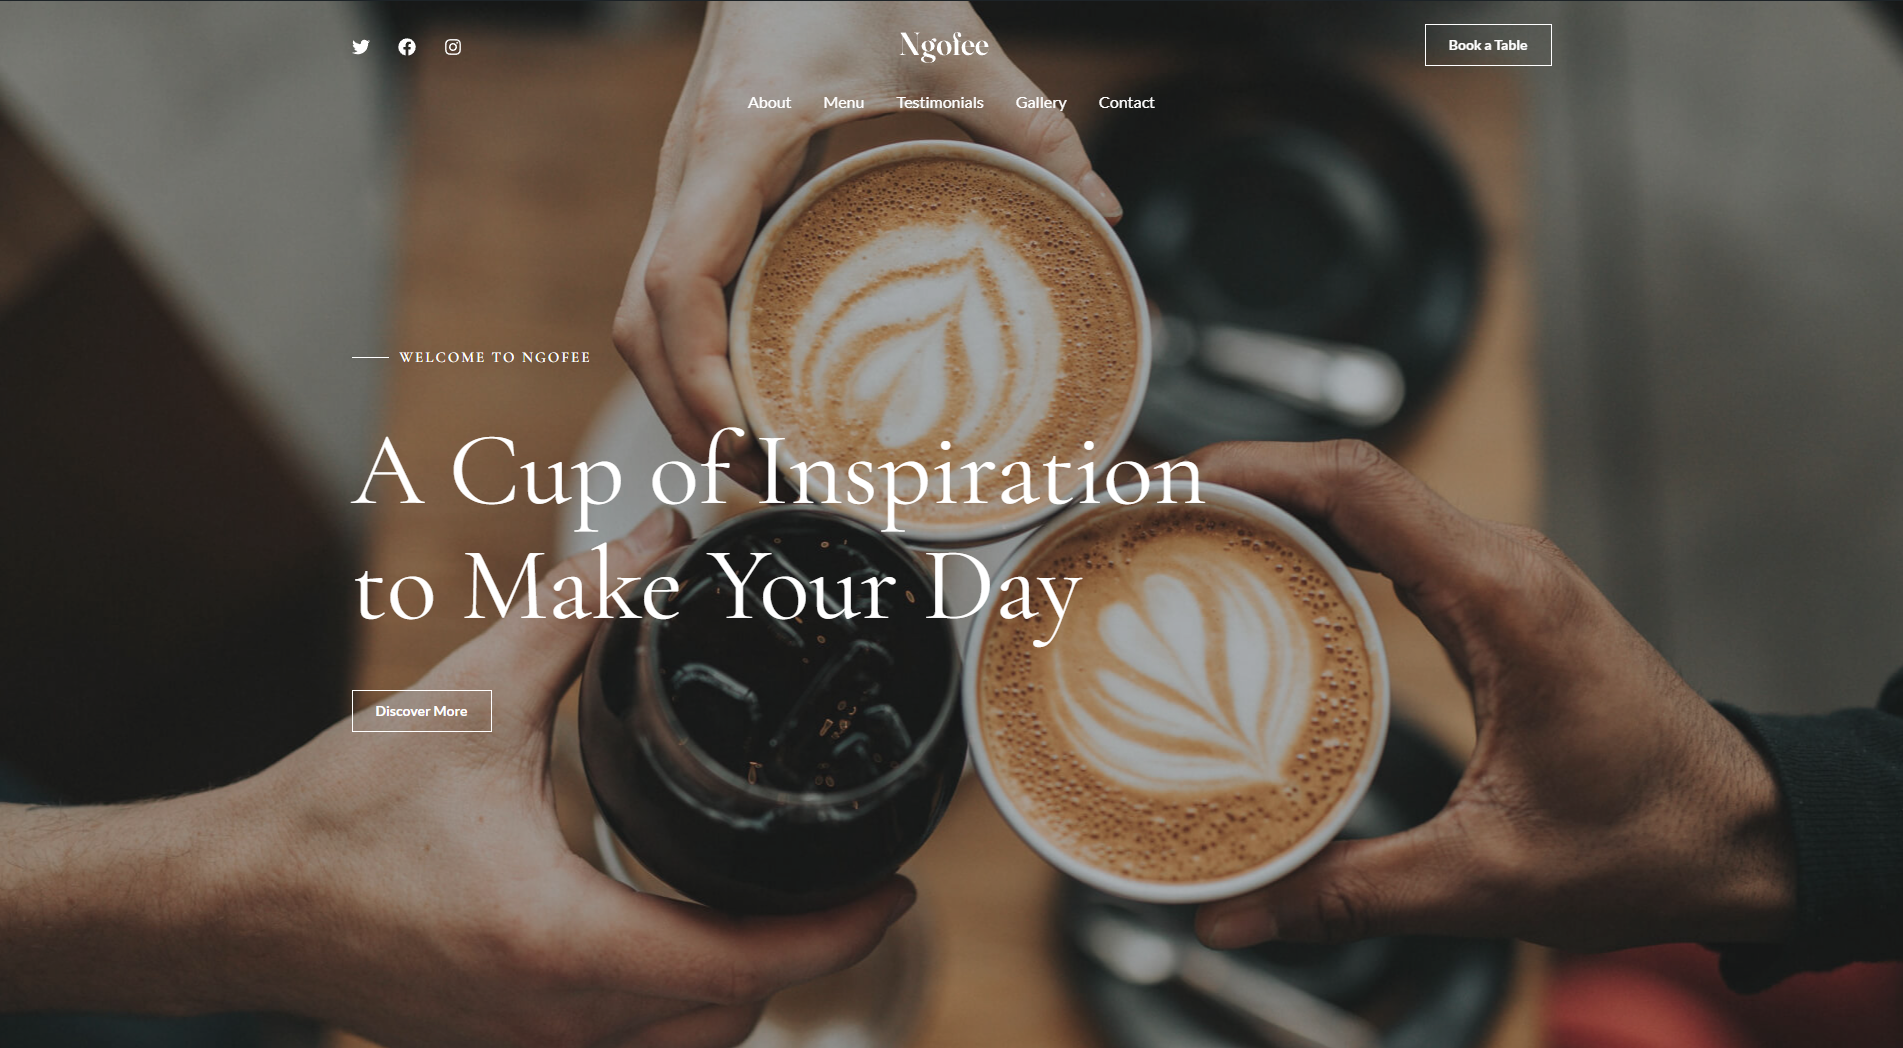 Ngofee
Book a Table
About Menu Testimonials Gallery Contact
WELCOME TO NGOFEE
A Cup of Inspiration
to Make Your Day
Discover More